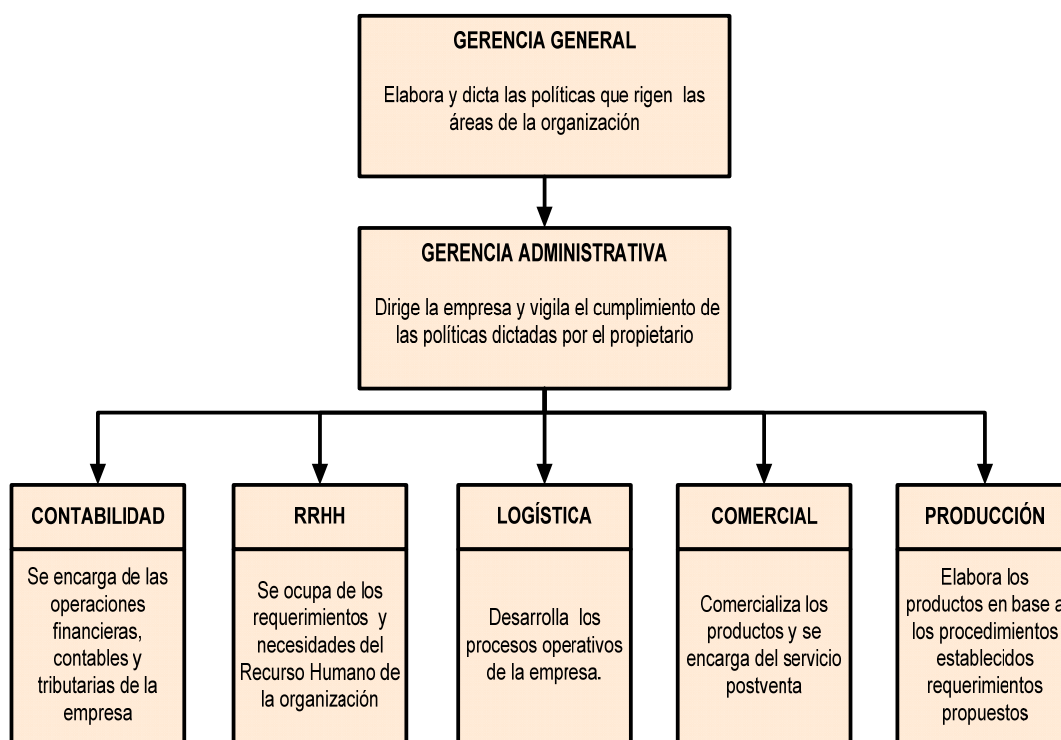 GERENCIA GENERAL
Elabora y dicta las políticas que rigen las
áreas de la organización
GERENCIA ADMINISTRATIVA
Dirige la empresa y vigila el cumplimiento de
las políticas dictadas por el propietario
CONTABILIDAD
Se encarga de las
operaciones
financieras,
contables y
tributarias de la
empresa
RRHH
Se ocupa de los
requerimientos y
necesidades del
Recurso Humano de
la organización
LOGÍSTICA
Desarrolla los
procesos operativos
de la empresa.
COMERCIAL
Comercializa los
productos y se
encarga del servicio
postventa
PRODUCCIÓN
Elabora los
productos en base a
los procedimientos
establecidos
requerimientos
propuestos